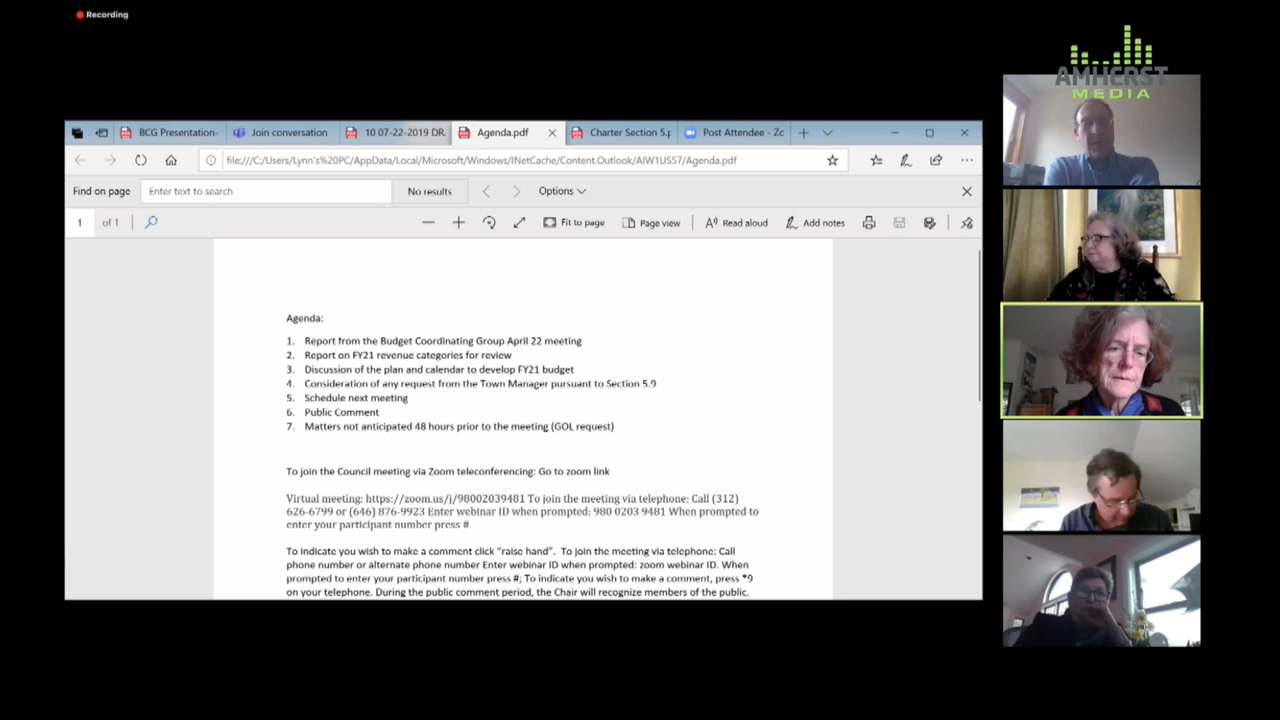 Recording
AMHERST
MEDIA
BCG Presentation-
Join conversation
10 07-22-2019 DR.
Agenda.pdf
Charter Section 5.p
Post Attendee - Zc
file:///C:/Users/Lynn's%20PC/AppData/Local/Microsoft/Windows/INetCache/Content.Outlook/AIW1US57/Agenda.pdf
Find on page
Enter text to search
No results
Options
1 of 1
Fit to page
Page view
Read aloud
Add notes
Agenda:
1. Report from the Budget Coordinating Group April 22 meeting
2. Report on FY21 revenue categories for review
3. Discussion of the plan and calendar to develop FY21 budget
4. Consideration of any request from the Town Manager pursuant to Section 5.9
5. Schedule next meeting
6. Public Comment
7. Matters not anticipated 48 hours prior to the meeting (GOL request)
To join the Council meeting via Zoom teleconferencing: Go to zoom link
Virtual meeting: https://zoom.us/j/98002039481 To join the meeting via telephone: Call (312)
626-6799 or (646) 876-9923 Enter webinar ID when prompted: 980 0203 9481 When prompted to
enter your participant number press #
To indicate you wish to make a comment click "raise hand". To join the meeting via telephone: Call
phone number or alternate phone number Enter webinar ID when prompted: zoom webinar ID. When
prompted to enter your participant number press #; To indicate you wish to make a comment, press *9
on your telephone. During the public comment period, the Chair will recognize members of the public.